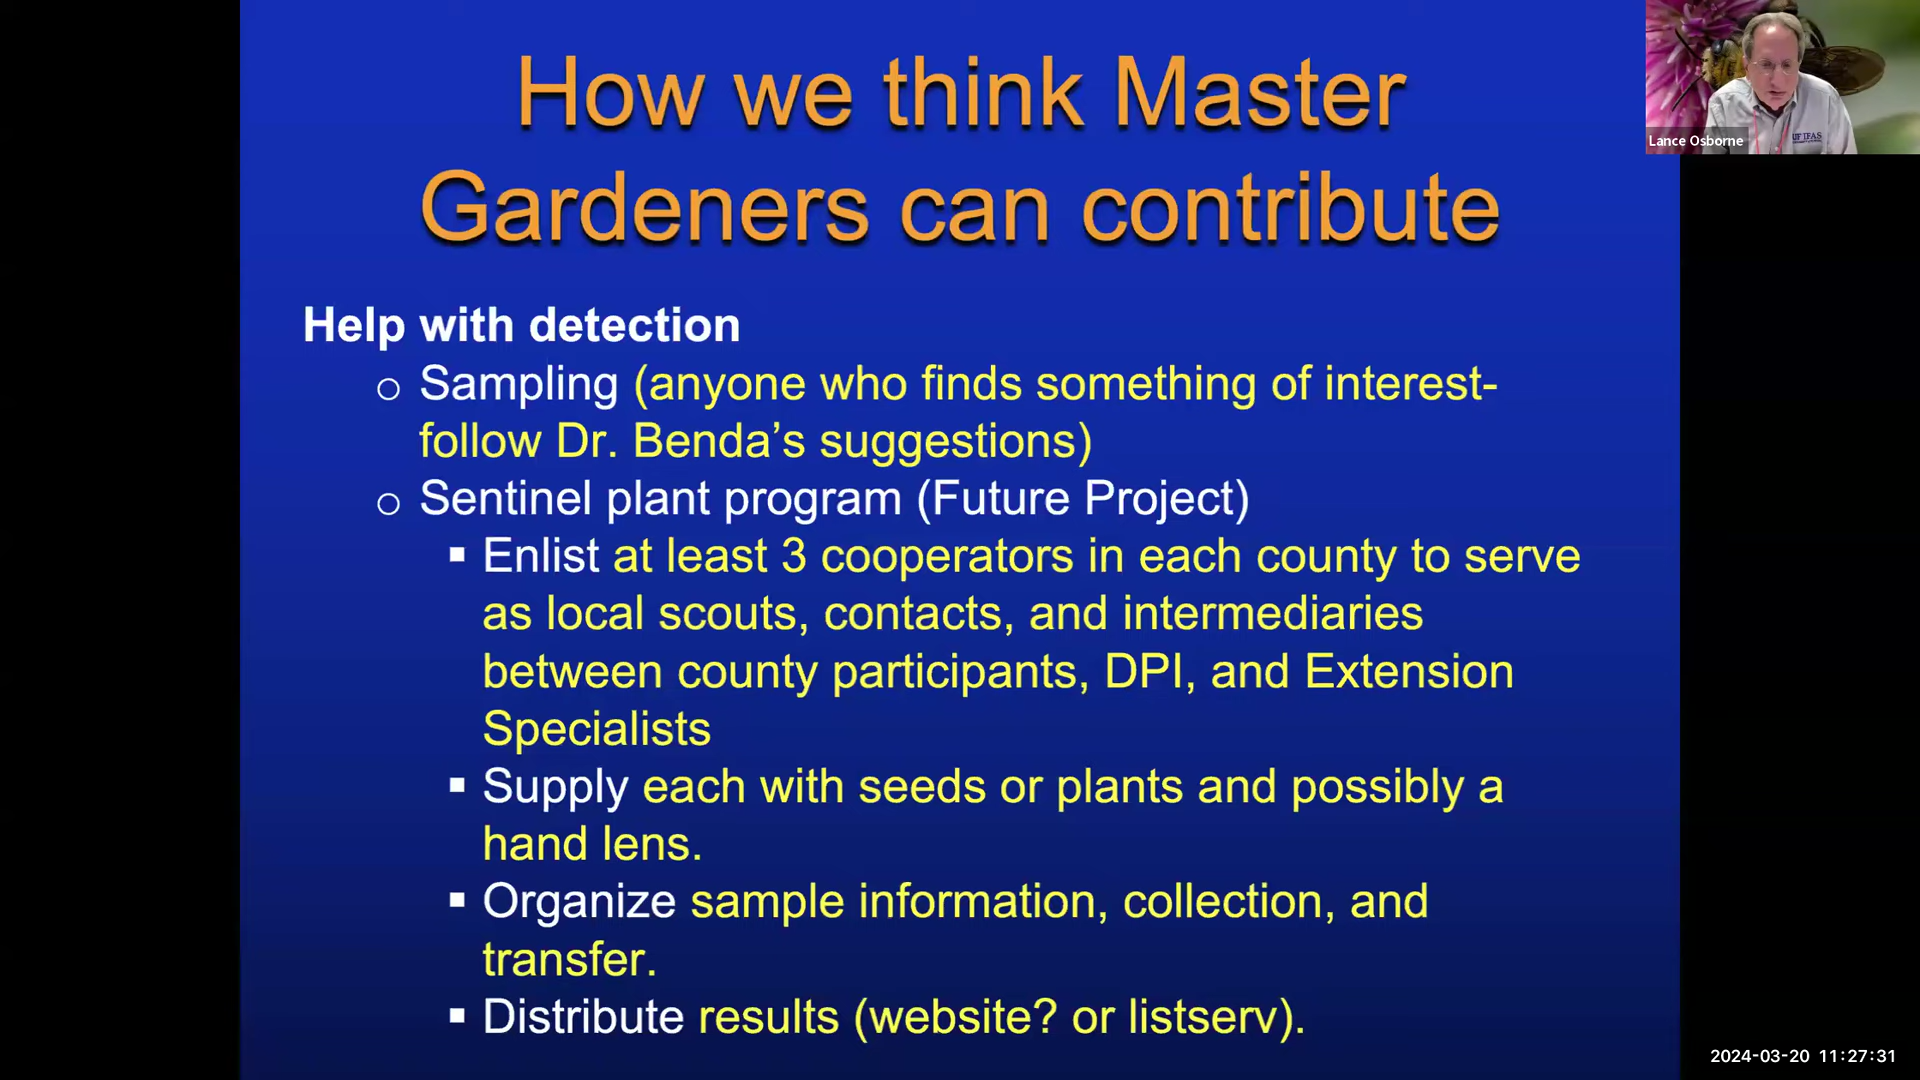 How we think Master
Gardeners can contribute
Help with detection
○ Sampling (anyone who finds something of interest-
follow Dr. Benda’s suggestions)
○ Sentinel plant program (Future Project)
▪ Enlist at least 3 cooperators in each county to serve
as local scouts, contacts, and intermediaries
between county participants, DPI, and Extension
Specialists
▪ Supply each with seeds or plants and possibly a
hand lens.
▪ Organize sample information, collection, and
transfer.
▪ Distribute results (website? or listserv).
UF IFAS
Lance Osborne
2024-03-20 11:27:31